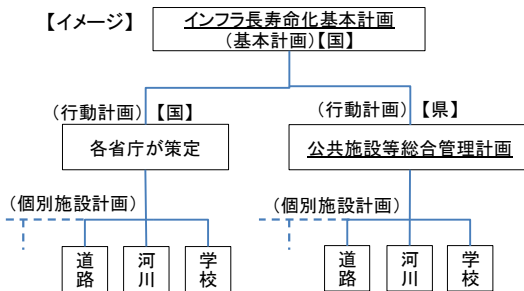 【イメージ】
インフラ長寿命化基本計画
(基本計画)【国】
(行動計画)【国】
(行動計画)【県】
各省庁が策定
公共施設等総合管理計画
(個別施設計画)
(個別施設計画)
道路
河川
学校
道路
河川
学校